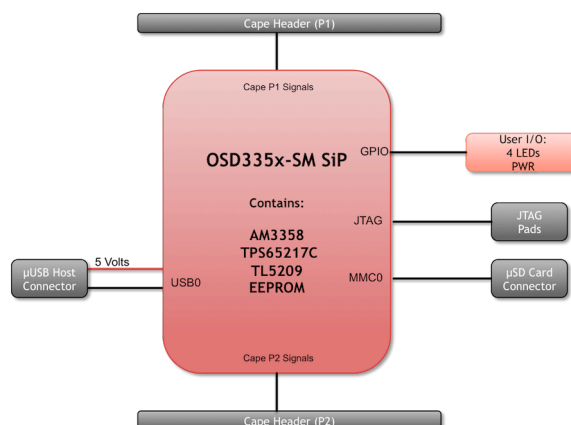 Cape Header (P1)
Cape P1 Signals
GPIO
User I/O:
4 LEDs
PWR
OSD335x-SM SiP
Contains:
JTAG
JTAG
Pads
AM3358
TPS65217C
TL5209
EEPROM
5 Volts
µUSB Host
Connector
USB0
MMC0
µSD Card
Connector
Cape P2 Signals
Cape Header (P2)